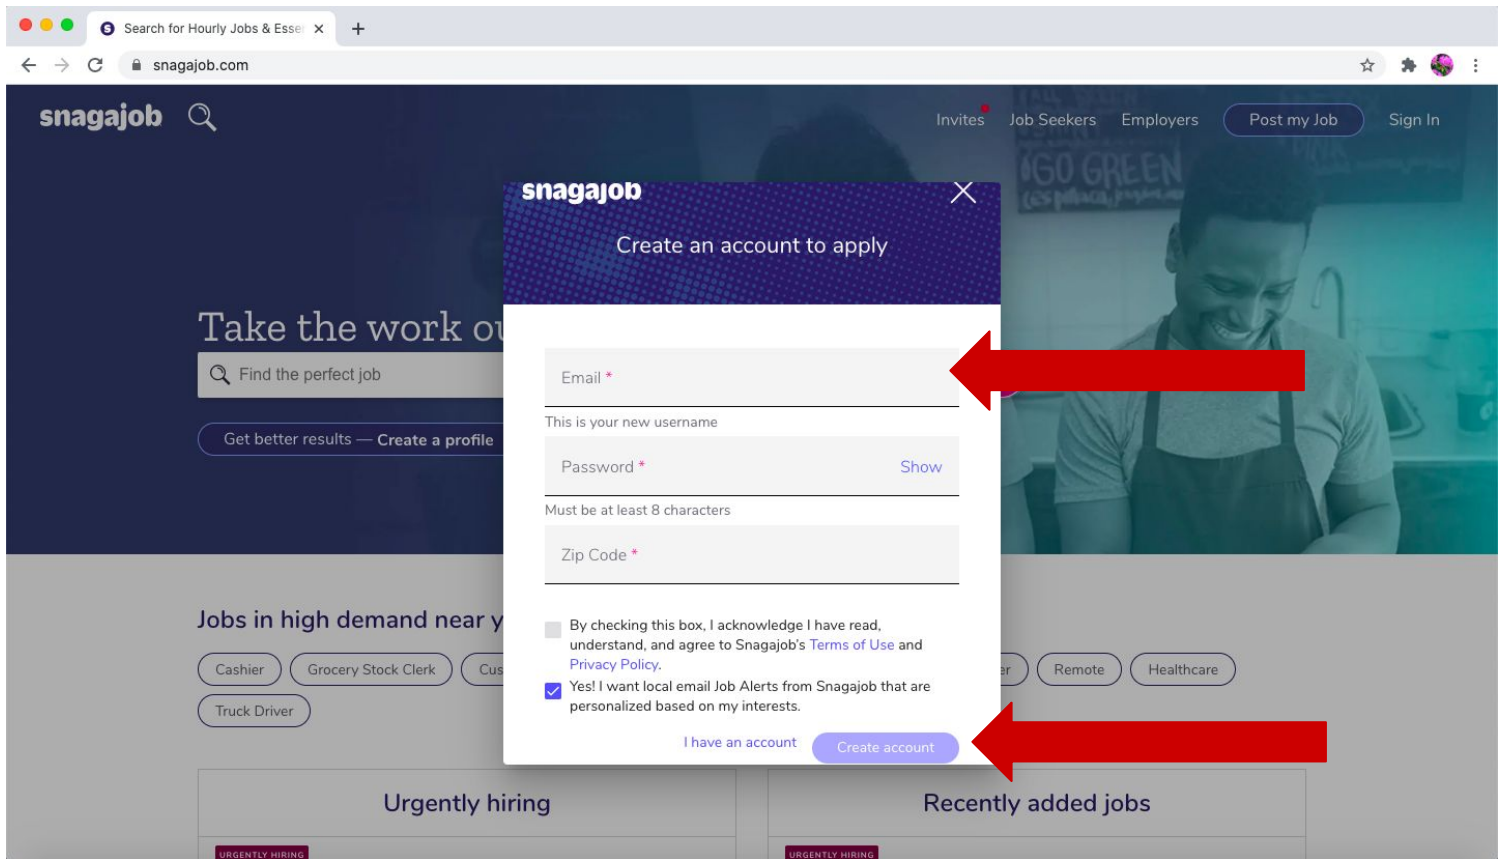 Search for Hourly Jobs & Esse
snagajob.com
snagajob
Invites
Job Seekers
Employers
Post my Job
Sign In
GO GREEN
snagajob
Create an account to apply
Take the work ou
Find the perfect job
Get better results — Create a profile
Email *
This is your new username
Password *
Show
Must be at least 8 characters
Zip Code *
By checking this box, I acknowledge I have read,
understand, and agree to Snagajob's Terms of Use and
Privacy Policy.
Yes! I want local email Job Alerts from Snagajob that are
personalized based on my interests.
I have an account
Create account
Jobs in high demand near y
Cashier
Grocery Stock Clerk
Cus
er
Remote
Healthcare
Truck Driver
Urgently hiring
Recently added jobs
URGENTLY HIRING
URGENTLY HIRING